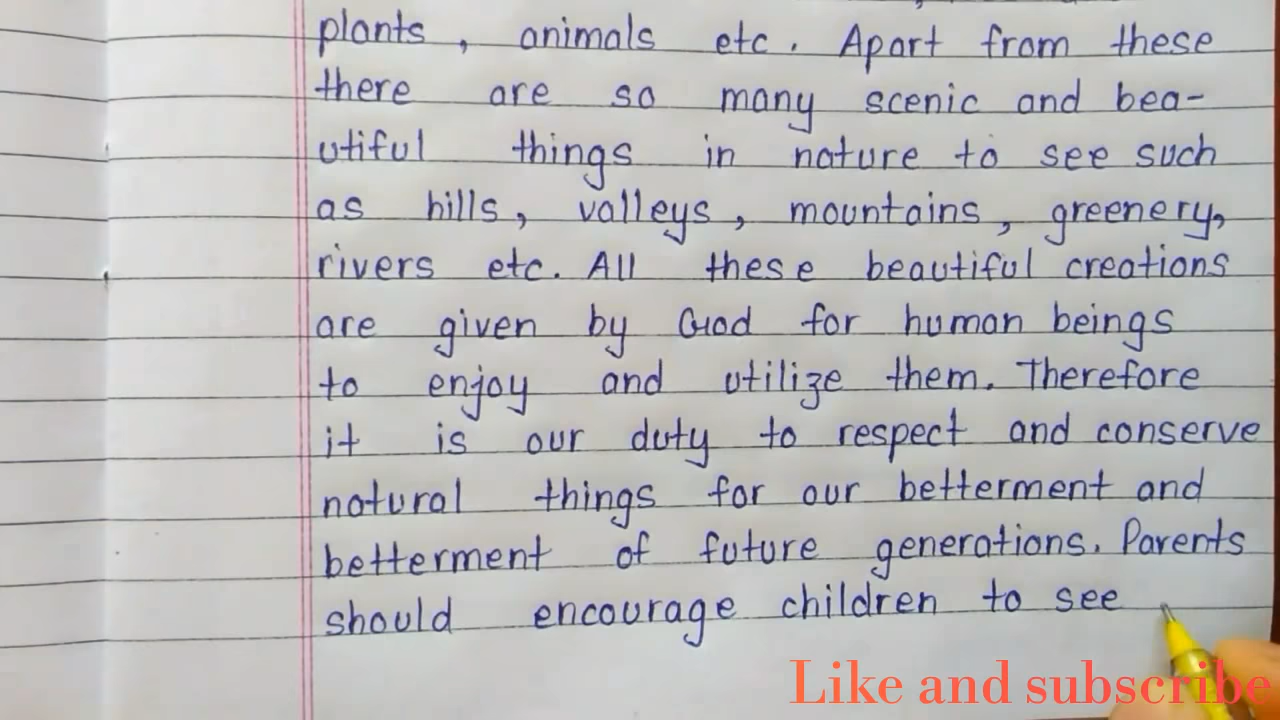 plants, animals etc. Apart from these
there are so many scenic and bea-
utiful things in nature to see such
as hills, valleys, mountains, greenery,
rivers etc. All these beautiful creations
are given by God for human beings
to enjoy and utilize them. Therefore
it is our duty to respect and conserve
natural things for our betterment and
betterment of future generations. Parents
should encourage children to see
Like and subscribe